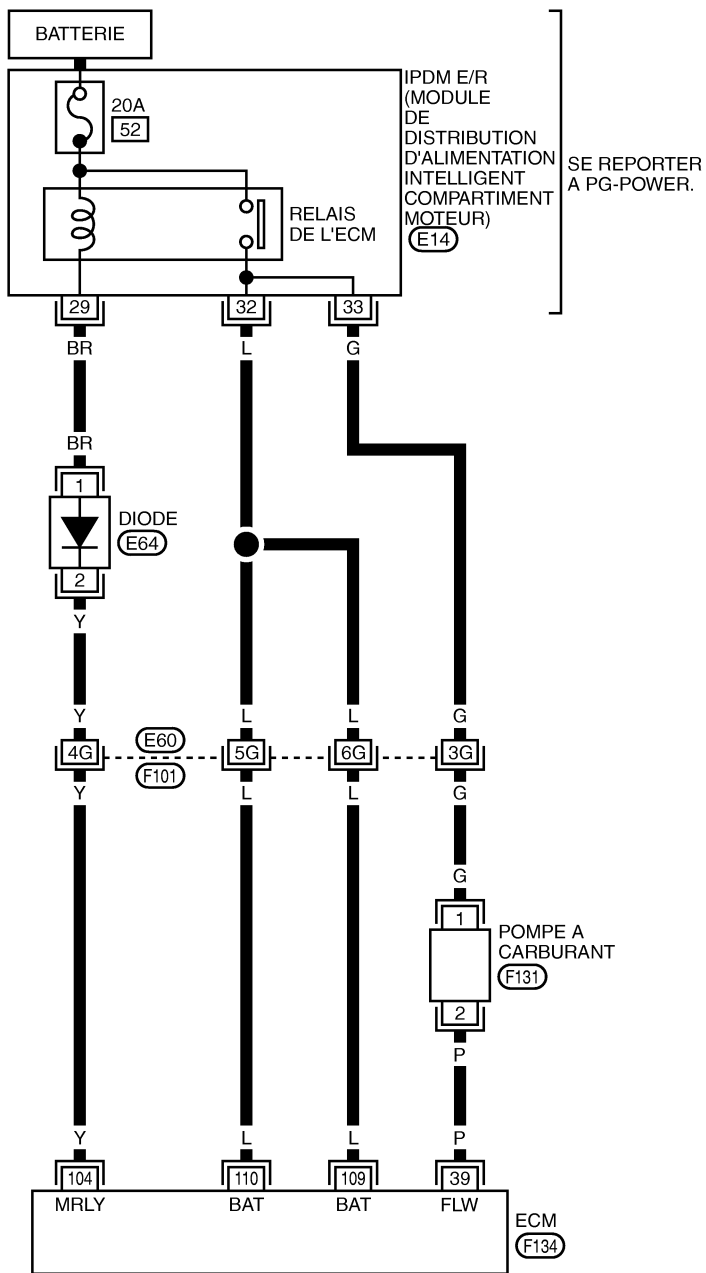 BATTERIE
20A
52
IPDM E/R
(MODULE
DE
DISTRIBUTION
D'ALIMENTATION
INTELLIGENT
COMPARTIMENT
MOTEUR)
E14
SE REPORTER
A PG-POWER.
RELAIS
DE L'ECM
29 32 33
BR L G
BR
1
DIODE
E64
2
Y
Y L L G
4G E60 5G 6G 3G
F101
Y L L G
G
1
POMPE A
CARBURANT
F131
2
P
Y L L P
104 110 109 39
MRLY BAT BAT FLW
ECM
F134